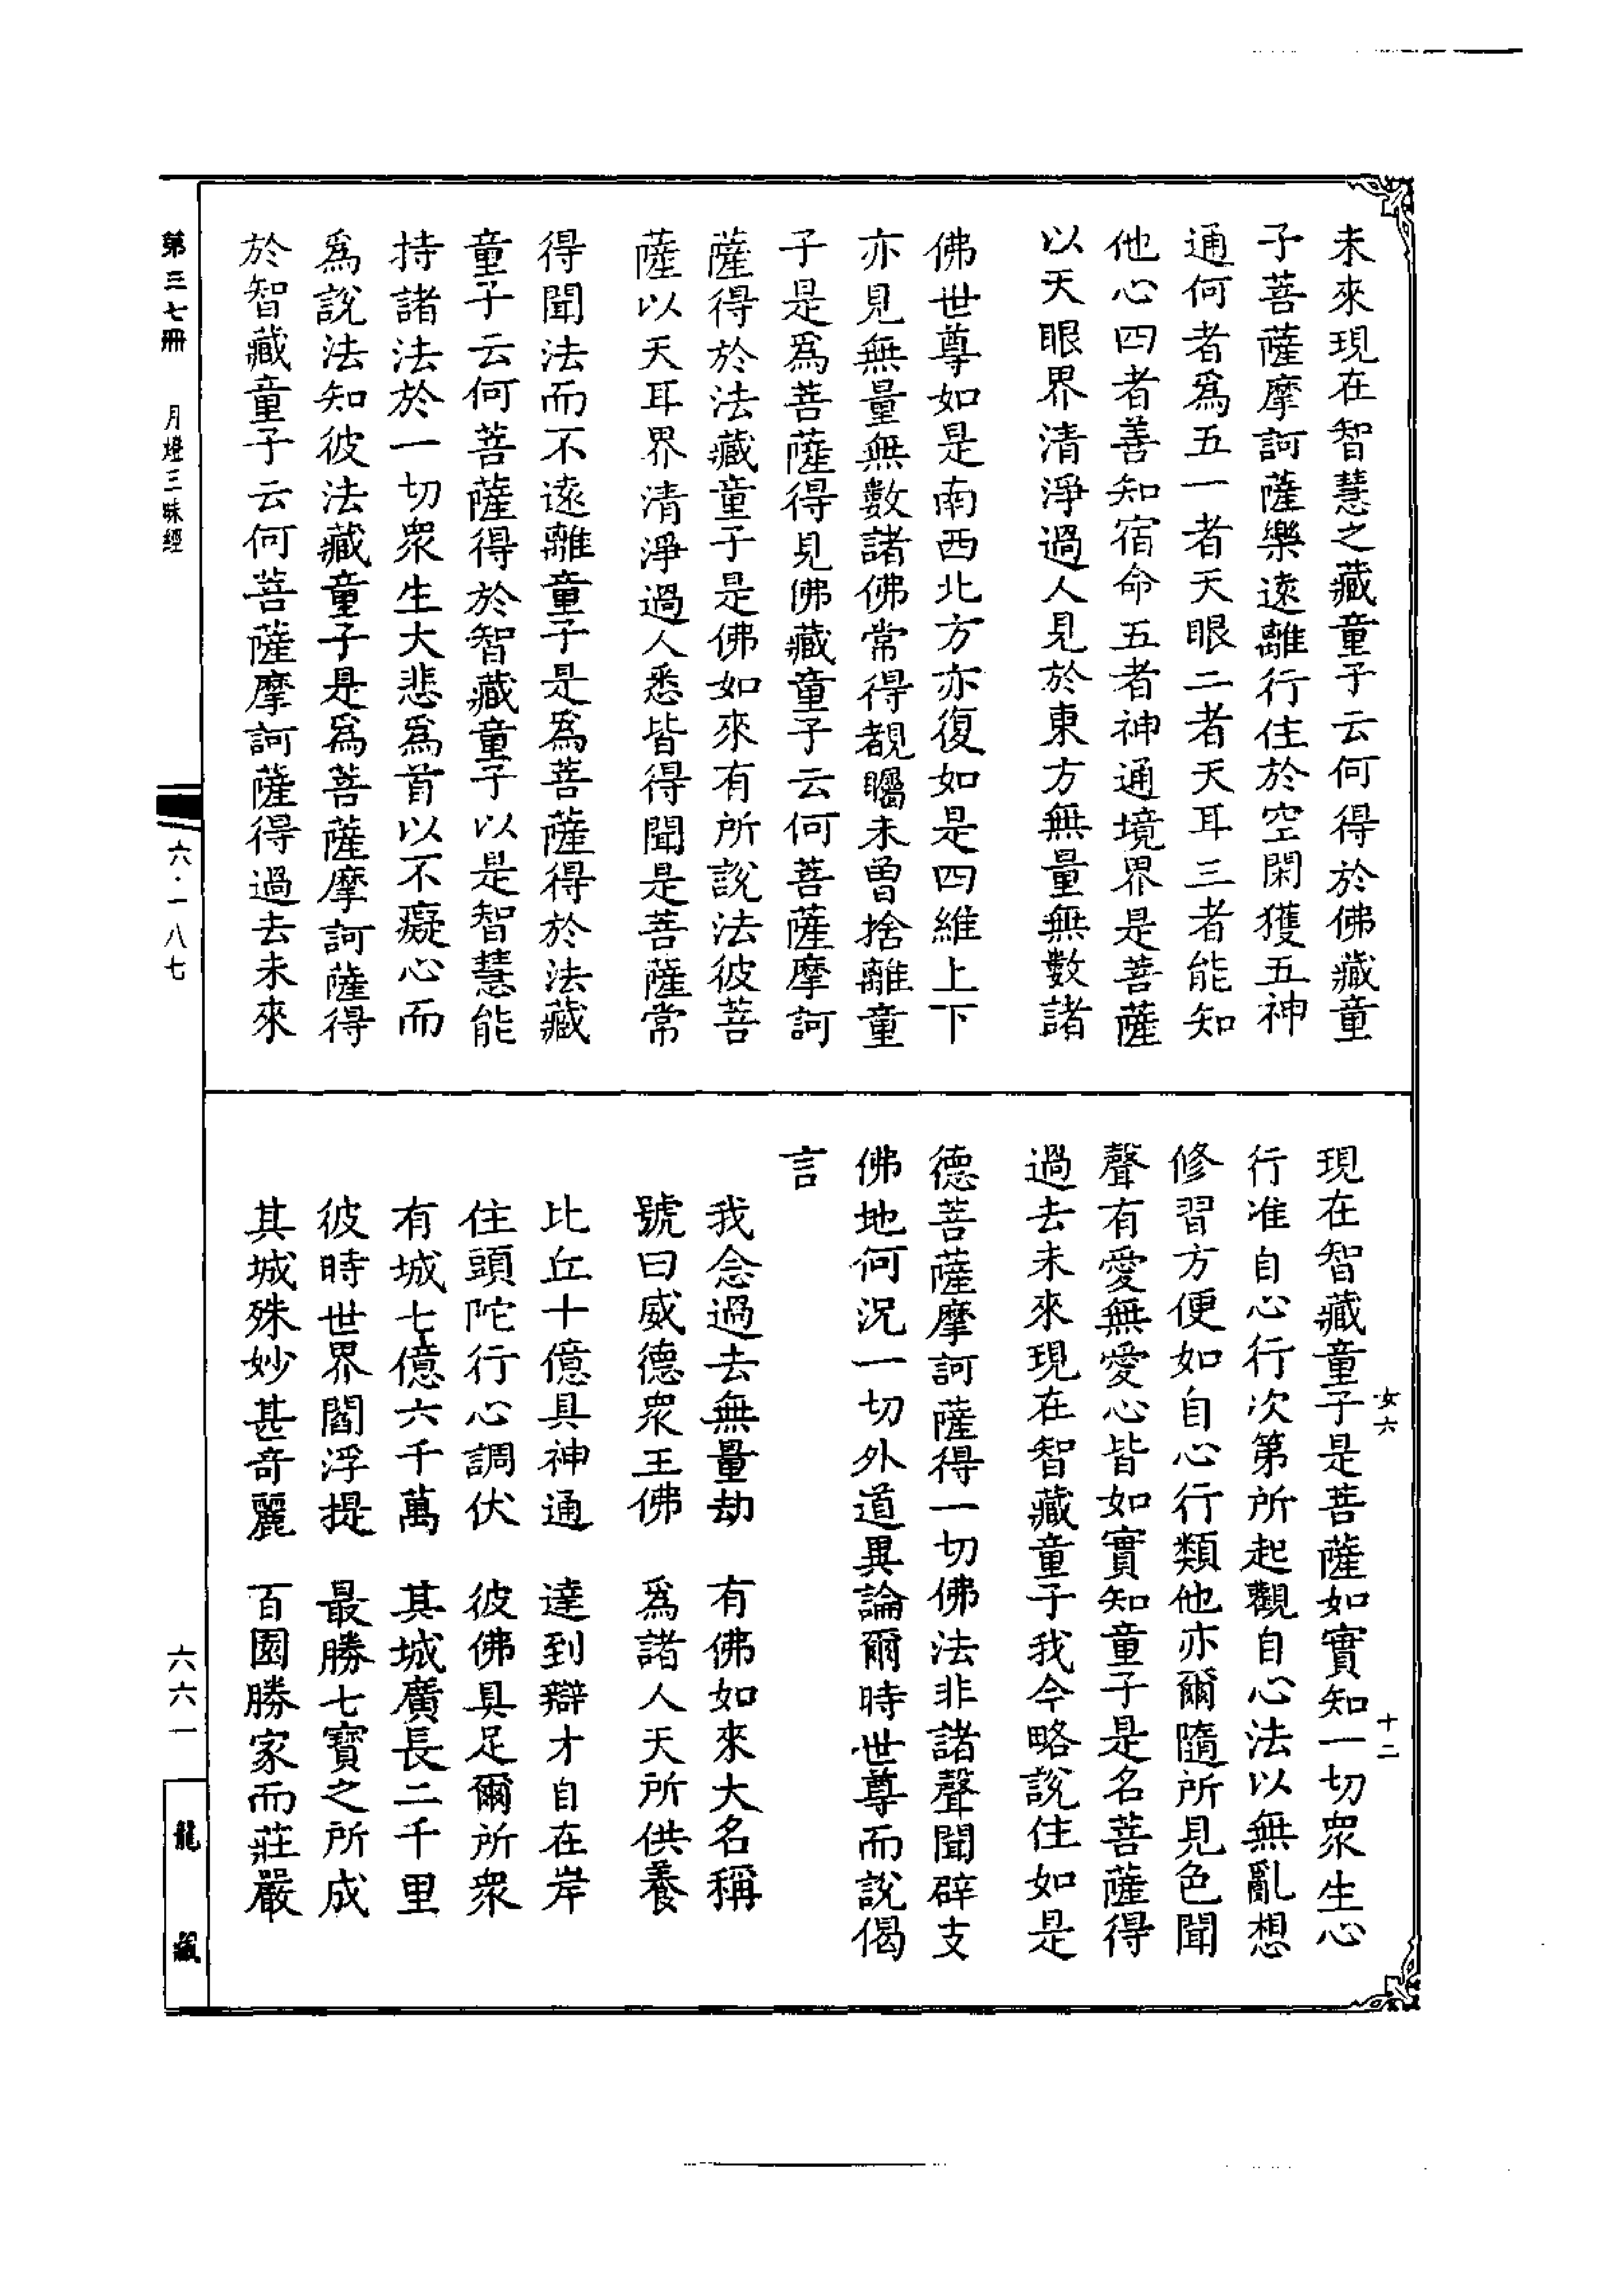 未來現在智慧之藏童子云何得於佛藏童
子菩薩摩訶薩樂遠離行住於空閑獲五神
通何者爲五一者天眼二者天耳三者能知
他心四者善知宿命五者神通境界是菩薩
以天眼界清淨過人見於東方無量無數諸
佛世尊如是南西北方亦復如是四維上下
亦見無量無數諸佛常得覩矚未曾捨離童
子是爲菩薩得見佛藏童子云何菩薩摩訶
薩得於法藏童子是佛如來有所說法彼菩
薩以天耳界清淨過人悉皆得聞是菩薩常
得聞法而不遠離童子是爲菩薩得於法藏
童子云何菩薩得於智藏童子以是智慧能
持諸法於一切衆生大悲爲首以不癡心而
爲說法知彼法藏童子是爲菩薩摩訶薩得
於智藏童子云何菩薩摩訶薩得過去未來
現在智藏童子是菩薩如實知一切衆生心
行准自心行次第所起觀自心法以無亂想
修習方便如自心行類他亦爾隨所見色聞
聲有愛無愛心皆如實知童子是名菩薩得
過去未來現在智藏童子我今略說住如是
德菩薩摩訶薩得一切佛法非諸聲聞辟支
佛地何況一切外道異論爾時世尊而說偈
言
我念過去無量劫　有佛如來大名稱
號曰威德衆王佛　爲諸人天所供養
比丘十億具神通　達到辯才自在岸
住頭陀行心調伏　彼佛具足爾所衆
有城七億六千萬　其城廣長二千里
彼時世界閻浮提　最勝七寶之所成
其城殊妙甚奇麗　百園勝家而莊嚴
女六　十二
第三七冊　月燈三昧經
六·一八七
六六一
龍藏